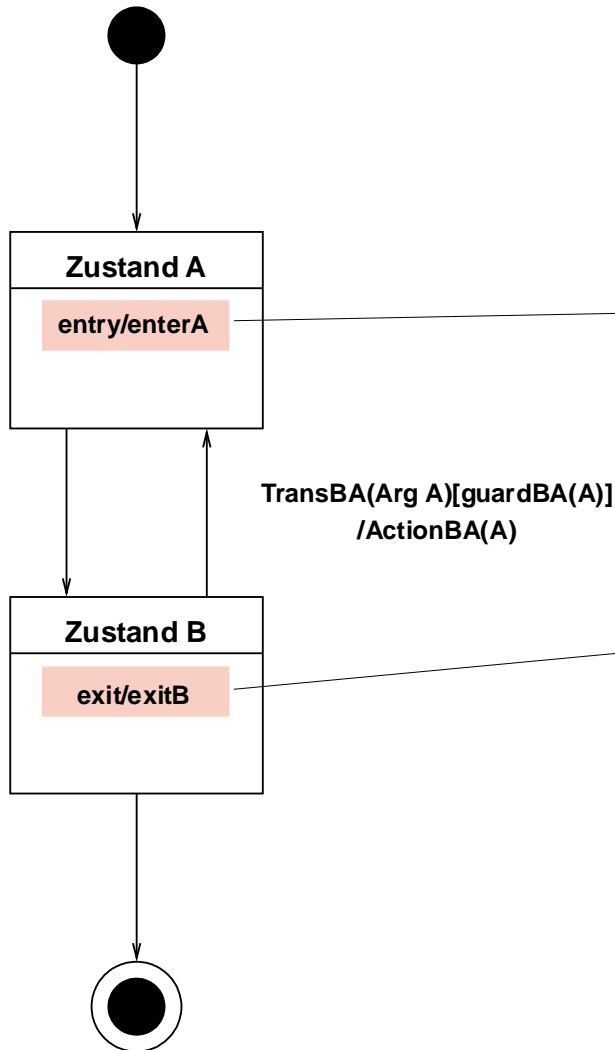 Zustand A
entry/enterA
TransBA(Arg A)[guardBA(A)]
/ActionBA(A)
Zustand B
exit/exitB